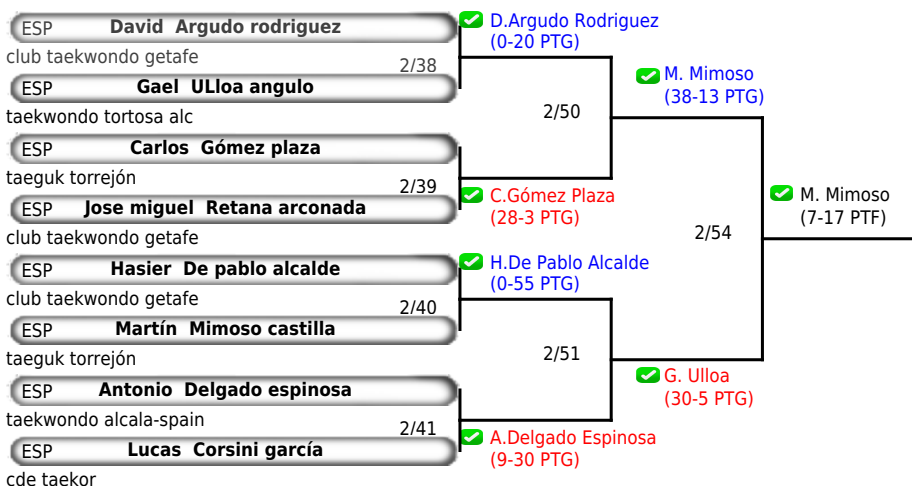 ESP David Argudo rodriguez
club taekwondo getafe
2/38
ESP Gael ULloa angulo
taekwondo tortosa alc
ESP Carlos Gómez plaza
taeguk torrejón
2/39
ESP Jose miguel Retana arconada
club taekwondo getafe
ESP Hasier De pablo alcalde
club taekwondo getafe
2/40
ESP Martín Mimoso castilla
taeguk torrejón
ESP Antonio Delgado espinosa
taekwondo alcala-spain
2/41
ESP Lucas Corsini garcía
cde taekor
D.Argudo Rodriguez
(0-20 PTG)
2/50
C.Gómez Plaza
(28-3 PTG)
H.De Pablo Alcalde
(0-55 PTG)
2/51
A.Delgado Espinosa
(9-30 PTG)
M. Mimoso
(38-13 PTG)
2/54
G. Ulloa
(30-5 PTG)
M. Mimoso
(7-17 PTF)